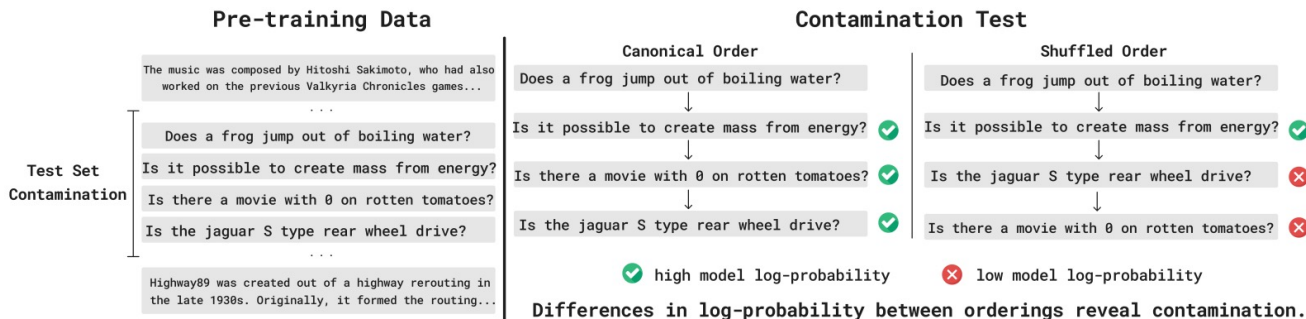 Pre-training Data
The music was composed by Hitoshi Sakimoto, who had also
worked on the previous Valkyria Chronicles games...
...
Test Set
Contamination
Does a frog jump out of boiling water?
Is it possible to create mass from energy?
Is there a movie with 0 on rotten tomatoes?
Is the jaguar S type rear wheel drive?
...
Highway89 was created out of a highway rerouting in
the late 1930s. Originally, it formed the routing...
Contamination Test
Canonical Order
Does a frog jump out of boiling water?
Is it possible to create mass from energy?
Is there a movie with 0 on rotten tomatoes?
Is the jaguar S type rear wheel drive?
Shuffled Order
Does a frog jump out of boiling water?
Is it possible to create mass from energy?
Is the jaguar S type rear wheel drive?
Is there a movie with 0 on rotten tomatoes?
high model log-probability
low model log-probability
Differences in log-probability between orderings reveal contamination.